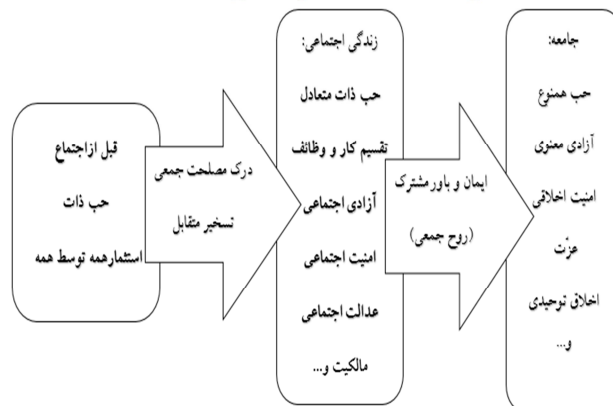 قبل ازاجتماع
حب ذات
استثمارهمه توسط همه
درک مصلحت جمعی
تسخیر متقابل
زندگی اجتماعی:
حب ذات متعادل
تقسیم کار و وظائف
آزادی اجتماعی
امنیت اجتماعی
عدالت اجتماعی
مالکیت و...
ایمان و باور مشترک
(روح جمعی)
جامعه:
حب همنوع
آزادی معنوی
امنیت اخلاقی
عزّت
اخلاق توحیدی
و...